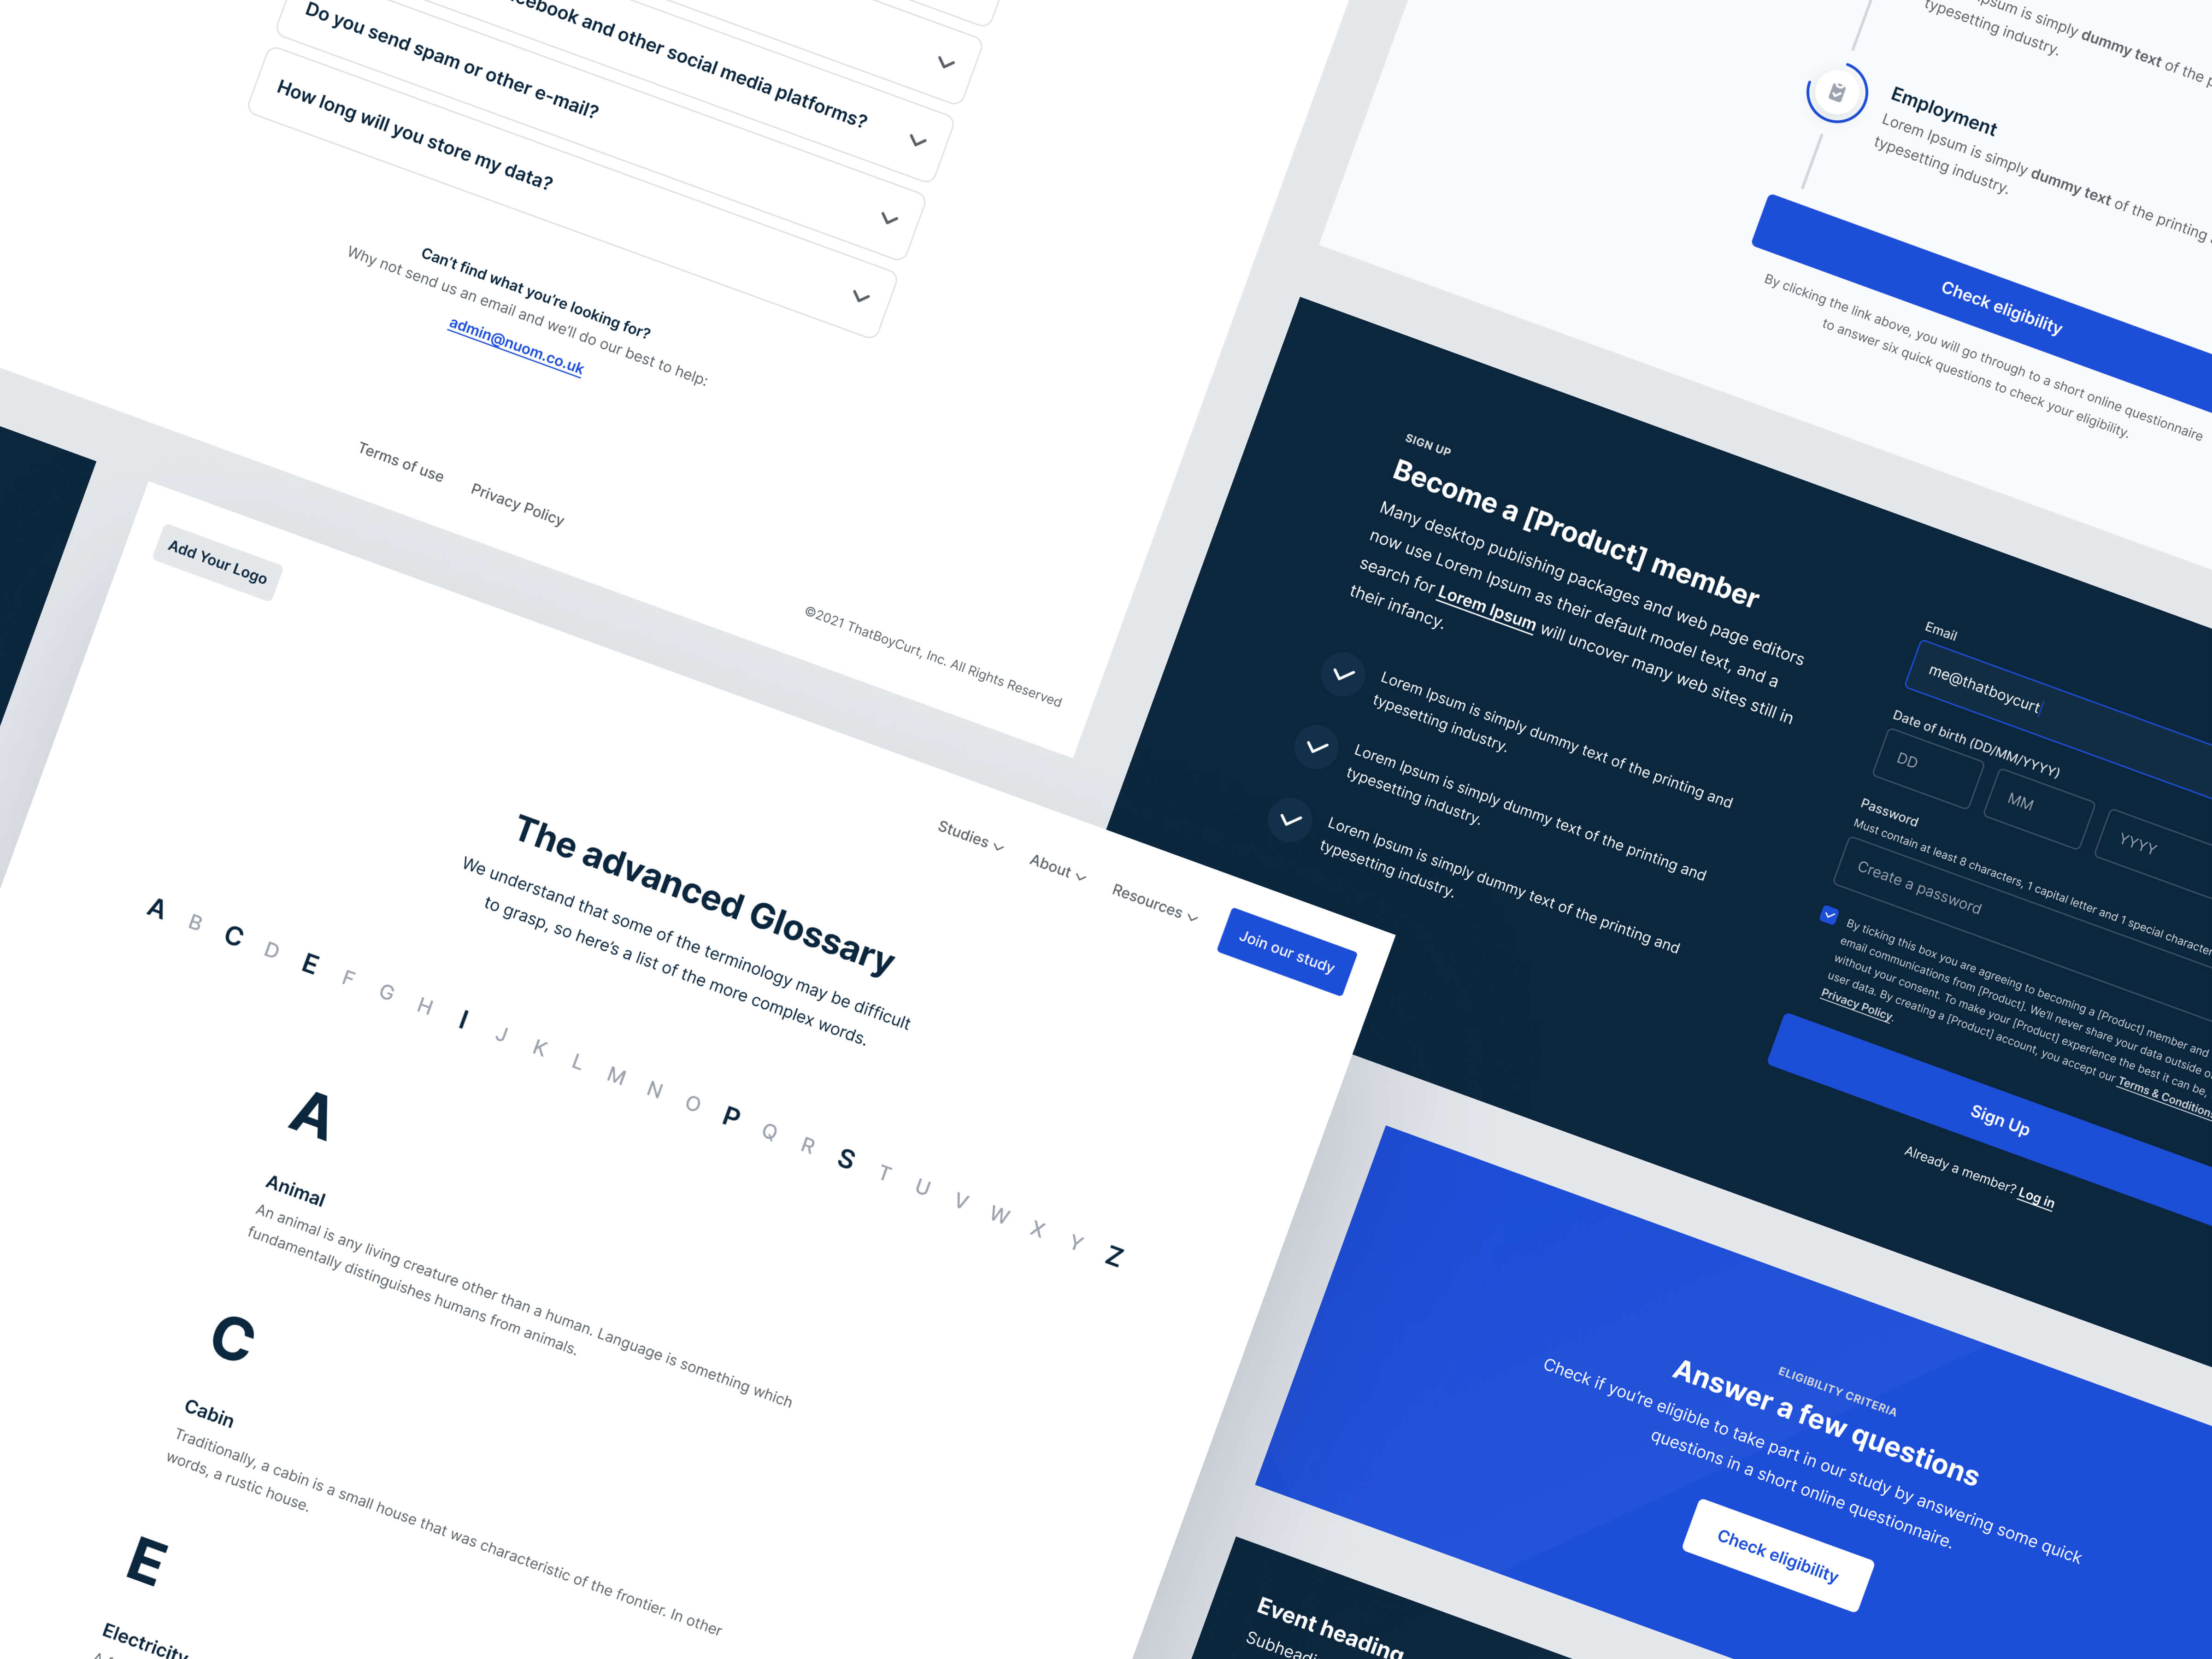 and other social media platforms?
Do you send spam or other e-mail?
How long will you store my data?
Can't find what you're looking for?
Why not send us an email and we'll do our best to help:
admin@nuom.co.uk
Terms of use
Privacy Policy
©2021 ThatBoyCurt, Inc. All Rights Reserved
Add Your Logo
Studies
About
Resources
Join our study
The advanced Glossary
We understand that some of the terminology may be difficult
to grasp, so here's a list of the more complex words.
A B C D E F G H I J K L M N O P Q R S T U V W X Y Z
A
Animal
An animal is any living creature other than a human. Language is something which
fundamentally distinguishes humans from animals.
C
Cabin
Traditionally, a cabin is a small house that was characteristic of the frontier. In other
words, a rustic house.
E
Electricity
is simply dummy text of the
typesetting industry.
Employment
Lorem Ipsum is simply dummy text of the printing
typesetting industry.
Check eligibility
By clicking the link above, you will go through to a short online questionnaire
to answer six quick questions to check your eligibility.
SIGN UP
Become a [Product] member
Many desktop publishing packages and web page editors
now use Lorem Ipsum as their default model text, and a
search for Lorem Ipsum will uncover many web sites still in
their infancy.
Lorem Ipsum is simply dummy text of the printing and
typesetting industry.
Lorem Ipsum is simply dummy text of the printing and
typesetting industry.
Lorem Ipsum is simply dummy text of the printing and
typesetting industry.
Email
me@thatboycurt
Date of birth (DD/MM/YYYY)
DD
MM
YYYY
Password
Must contain at least 8 characters, 1 capital letter and 1 special character
Create a password
By ticking this box you are agreeing to becoming a [Product] member and
email communications from [Product]. We'll never share your data outside
without your consent. To make your [Product] experience the best it can be,
user data. By creating a [Product] account, you accept our Terms & Conditions
Privacy Policy.
Sign Up
Already a member? Log in
ELIGIBILITY CRITERIA
Answer a few questions
Check if you're eligible to take part in our study by answering some quick
questions in a short online questionnaire.
Check eligibility
Event heading